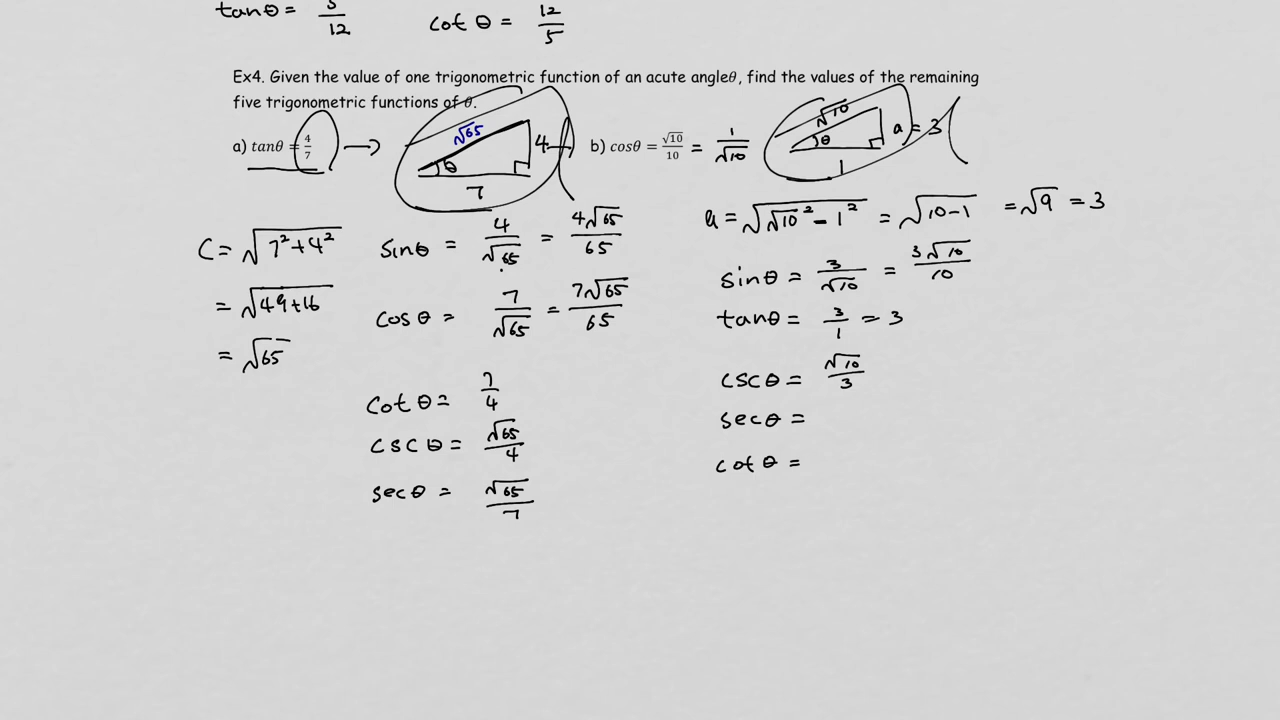 tanθ = 5/12 cot θ = 12/5
Ex4. Given the value of one trigonometric function of an acute angleθ, find the values of the remaining
five trigonometric functions of θ.
a) tanθ = 4/7 → √65 θ 4 7
b) cosθ = √10/10 = 1/√10 √10 θ a = 3 1
C = √(7²+4²)
= √(49+16)
= √65
sinθ = 4/√65 = 4√65/65
cos θ = 7/√65 = 7√65/65
cot θ = 7/4
csc θ = √65/4
secθ = √65/7
a = √(√10² - 1²) = √(10-1) = √9 = 3
sinθ = 3/√10 = 3√10/10
tanθ = 3/1 = 3
cscθ = √10/3
secθ =
cotθ =